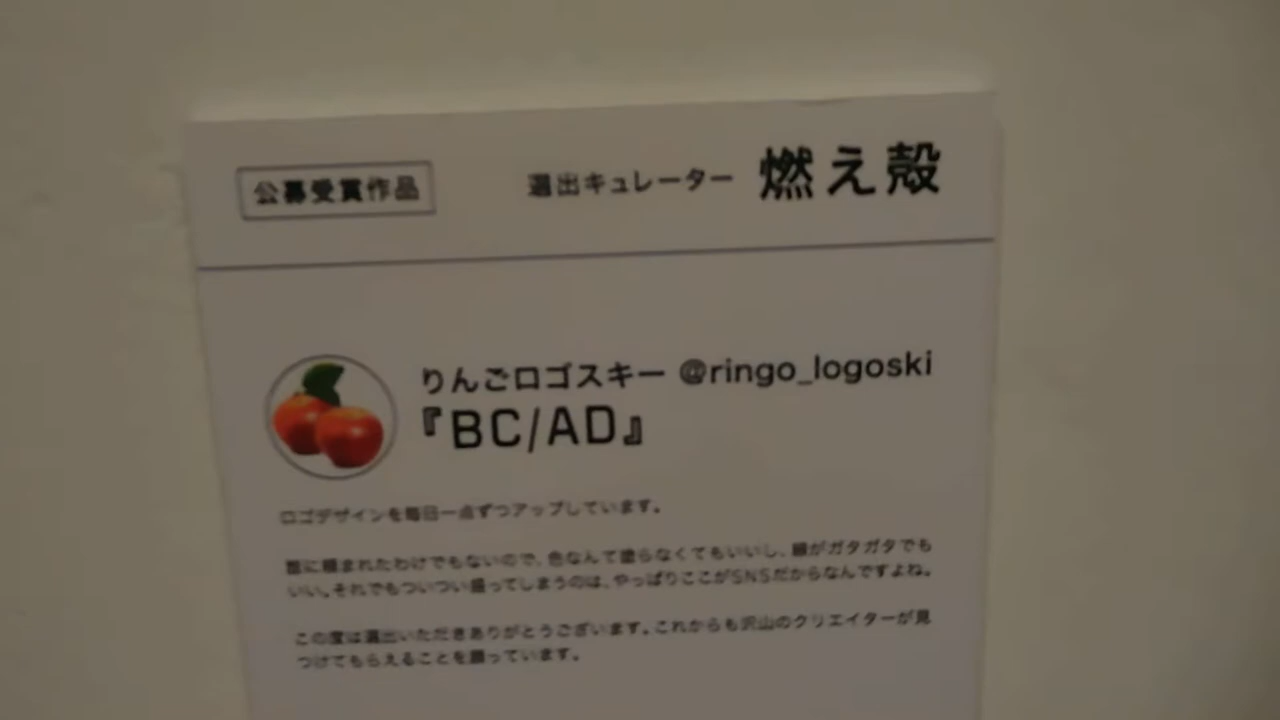 公募受賞作品 選出キュレーター 燃え殻
りんごロゴスキー @ringo_logoski
『BC/AD』
ロゴデザインを毎日一点ずつアップしています。
誰に頼まれたわけでもないので、色なんて塗らなくてもいいし、線がガタガタでも
いい。それでもついつい盛ってしまうのは、やっぱりここがSNSだからなんですよね。
この度は選出いただきありがとうございます。これからも沢山のクリエイターが見
つけてもらえることを願っています。